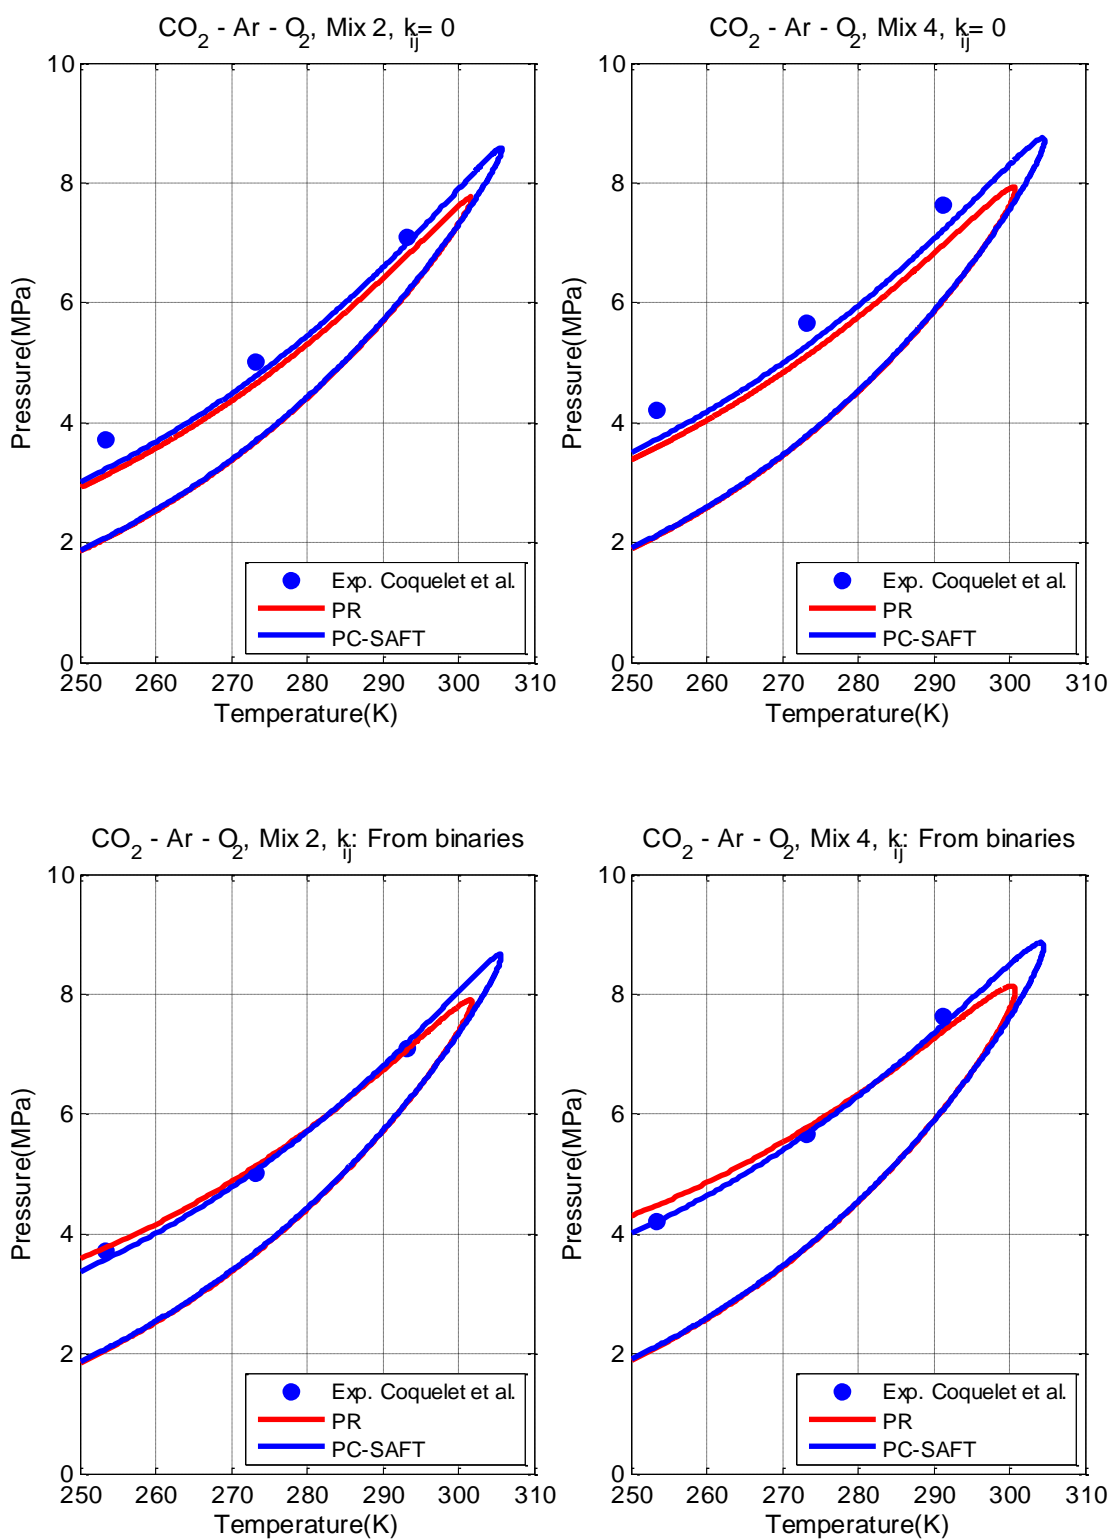 CO2 - Ar - O2, Mix 2, kij= 0
10
8
6
4
2
0
Pressure(MPa)
Exp. Coquelet et al.
PR
PC-SAFT
250 260 270 280 290 300 310
Temperature(K)
CO2 - Ar - O2, Mix 4, kij= 0
10
8
6
4
2
0
Pressure(MPa)
Exp. Coquelet et al.
PR
PC-SAFT
250 260 270 280 290 300 310
Temperature(K)
CO2 - Ar - O2, Mix 2, kij: From binaries
10
8
6
4
2
0
Pressure(MPa)
Exp. Coquelet et al.
PR
PC-SAFT
250 260 270 280 290 300 310
Temperature(K)
CO2 - Ar - O2, Mix 4, kij: From binaries
10
8
6
4
2
0
Pressure(MPa)
Exp. Coquelet et al.
PR
PC-SAFT
250 260 270 280 290 300 310
Temperature(K)